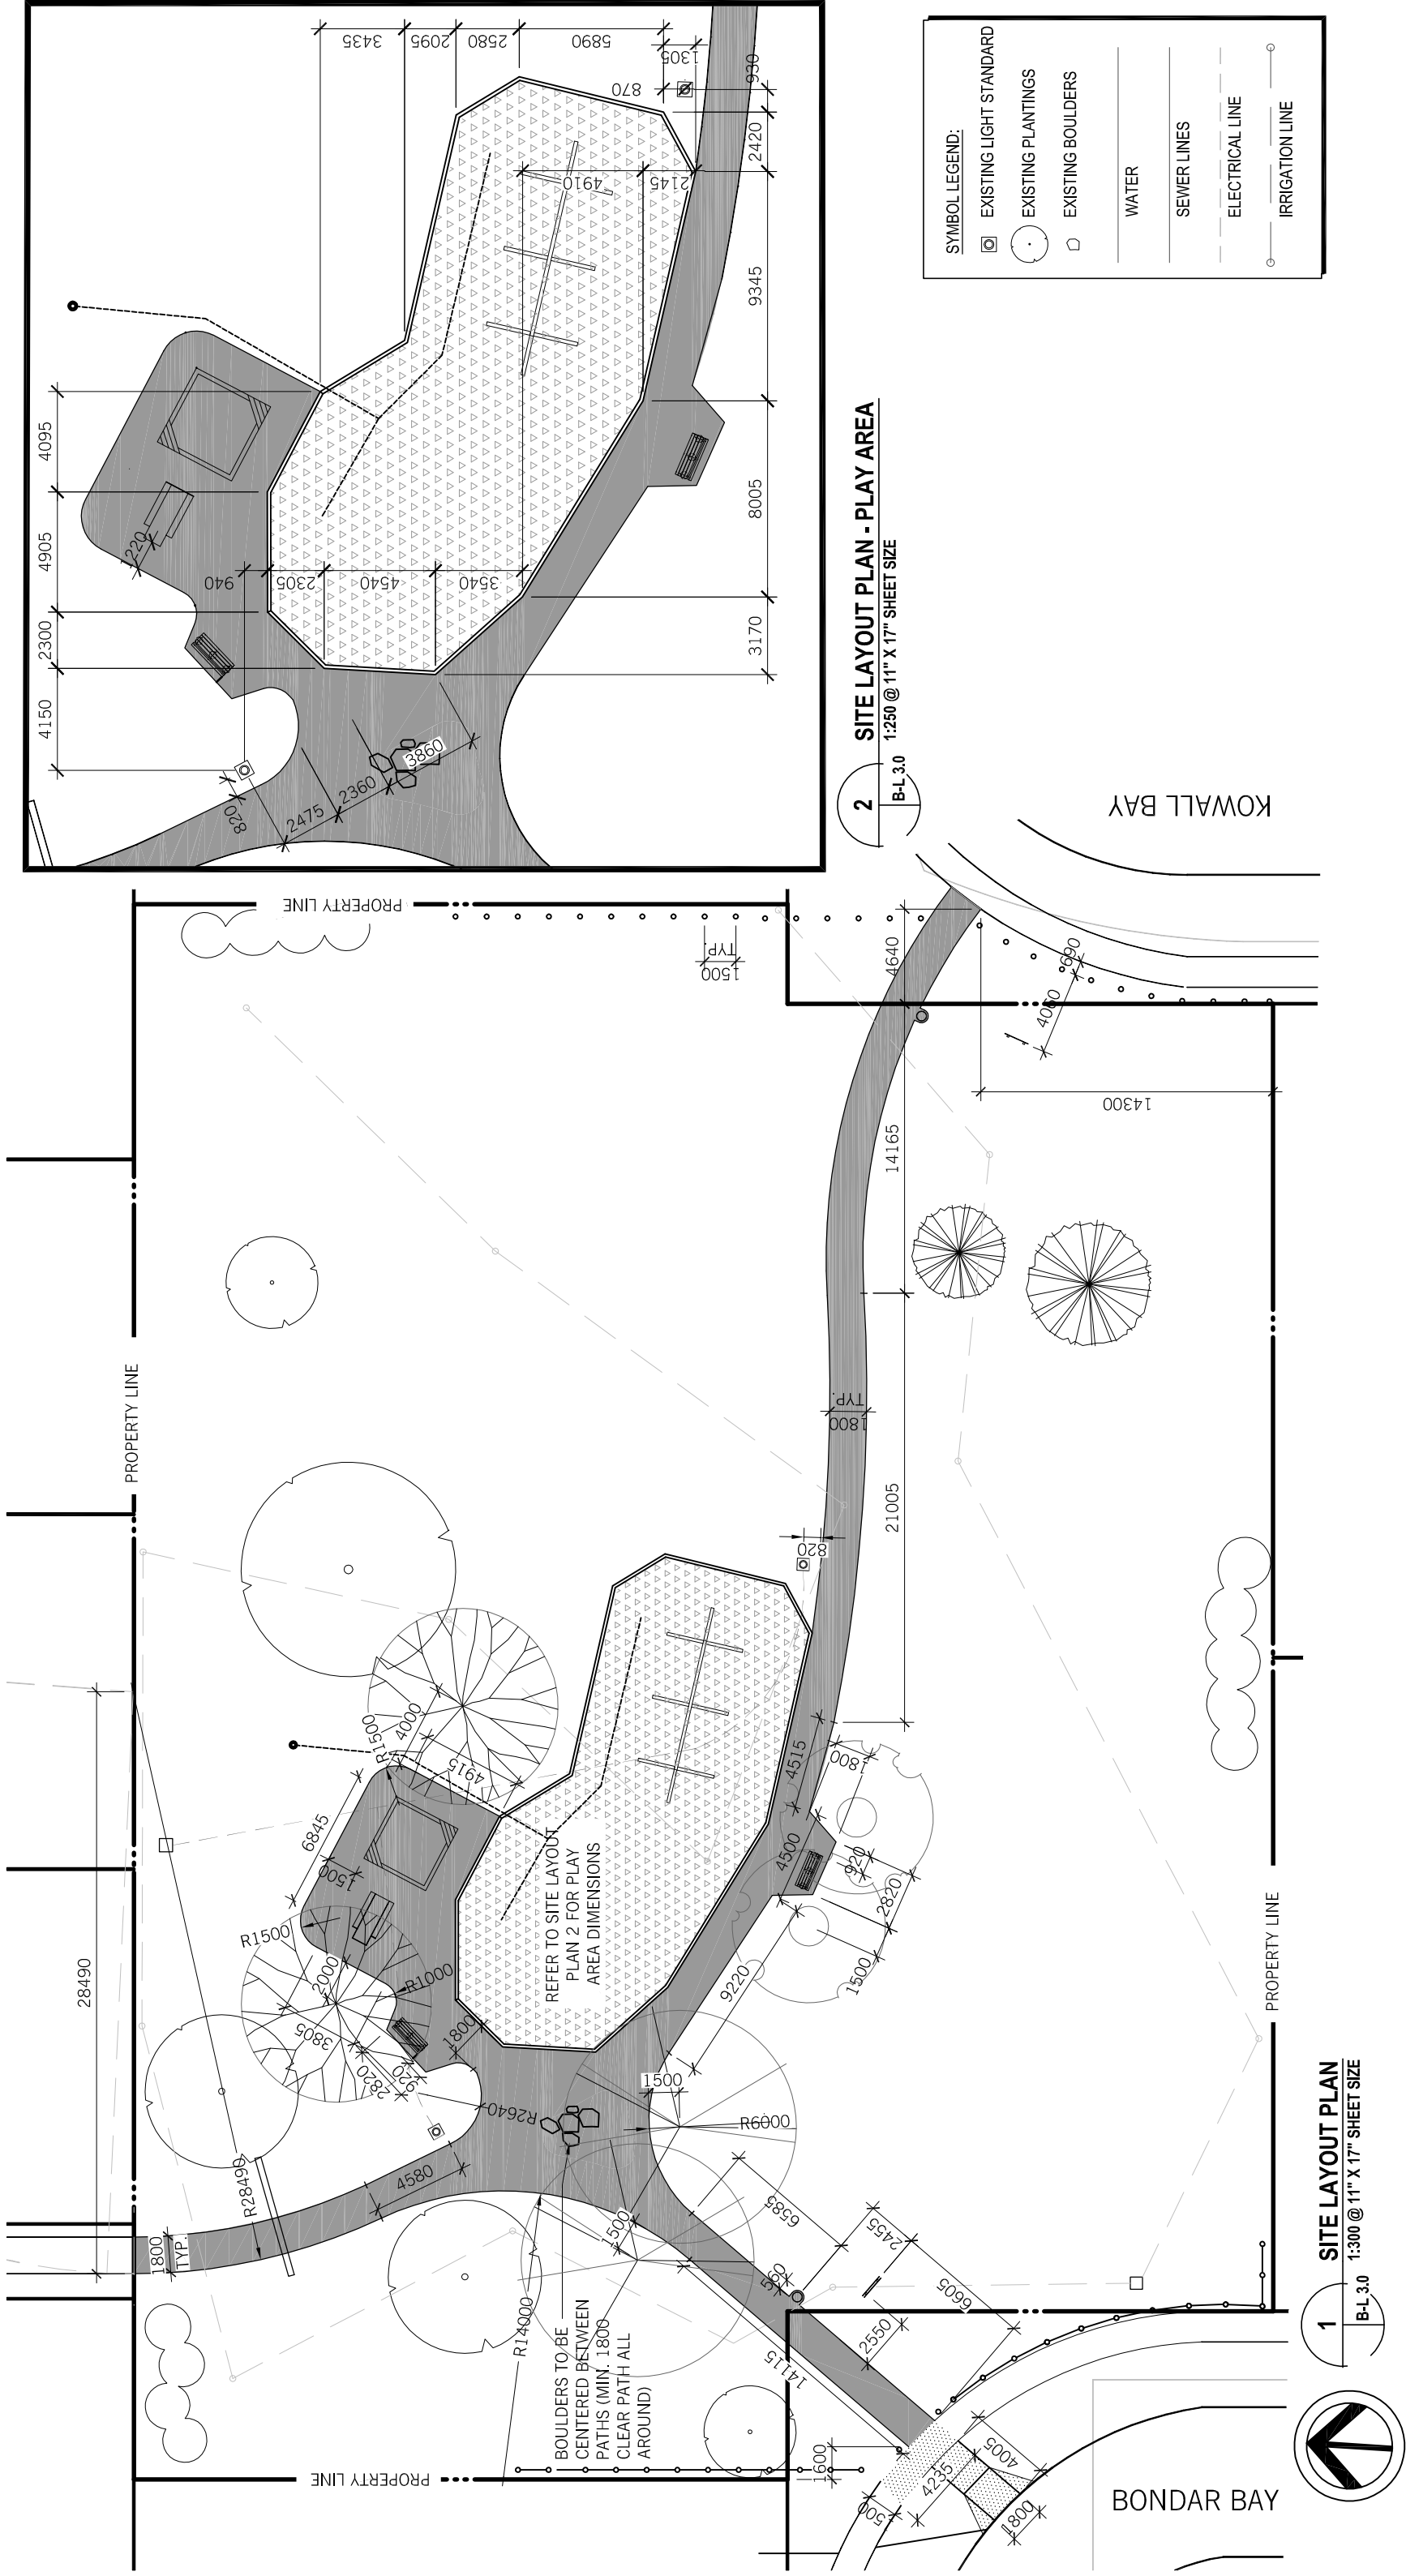 3435
2095
2580
5890
1305
930
870
2420
4910
2145
9345
8005
3170
4095
4905
2300
4150
1220
940
2305
4540
3540
820
2475
2360
3860
SYMBOL LEGEND:
EXISTING LIGHT STANDARD
EXISTING PLANTINGS
EXISTING BOULDERS
WATER
SEWER LINES
ELECTRICAL LINE
IRRIGATION LINE
2
B-L 3.0
SITE LAYOUT PLAN - PLAY AREA
1:250 @ 11" X 17" SHEET SIZE
KOWALL BAY
PROPERTY LINE
1500
TYP.
4640
690
4060
14300
14165
PROPERTY LINE
1800
TYP.
21005
820
28490
R1500
4000
4915
6845
1500
R1500
2000
R1000
3805
2820
920
1800
R2640
4515
1800
4500
920
2820
1500
9220
REFER TO SITE LAYOUT
PLAN 2 FOR PLAY
AREA DIMENSIONS
1500
R6000
R28490
4580
1800
TYP.
R14000
1500
6585
2455
560
6605
2550
14115
BOULDERS TO BE
CENTERED BETWEEN
PATHS (MIN. 1800
CLEAR PATH ALL
AROUND)
PROPERTY LINE
PROPERTY LINE
1600
500
4235
4005
1800
BONDAR BAY
1
B-L 3.0
SITE LAYOUT PLAN
1:300 @ 11" X 17" SHEET SIZE